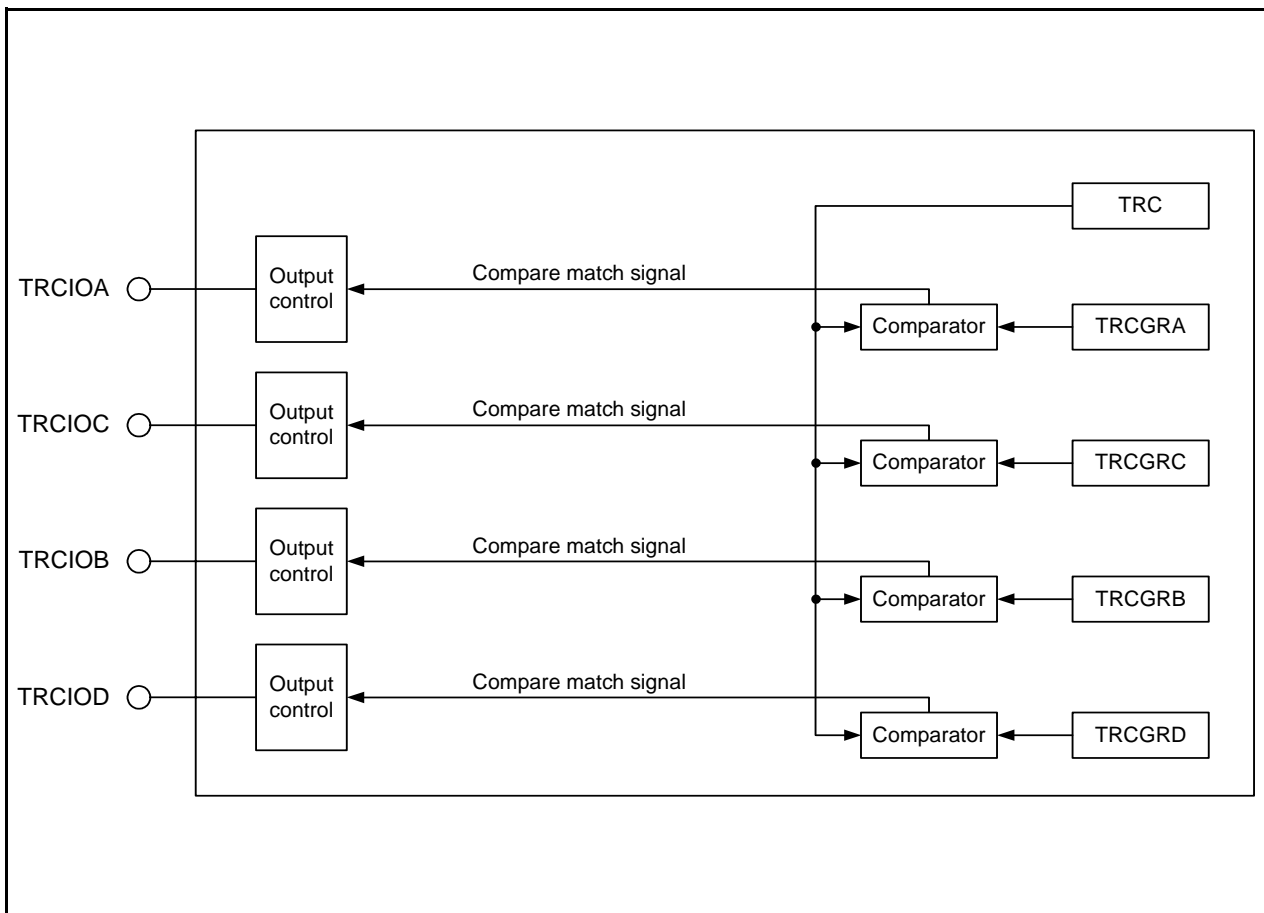 TRC
TRCIOA
Output
control
Compare match signal
Comparator
TRCGRA
TRCIOC
Output
control
Compare match signal
Comparator
TRCGRC
TRCIOB
Output
control
Compare match signal
Comparator
TRCGRB
TRCIOD
Output
control
Compare match signal
Comparator
TRCGRD